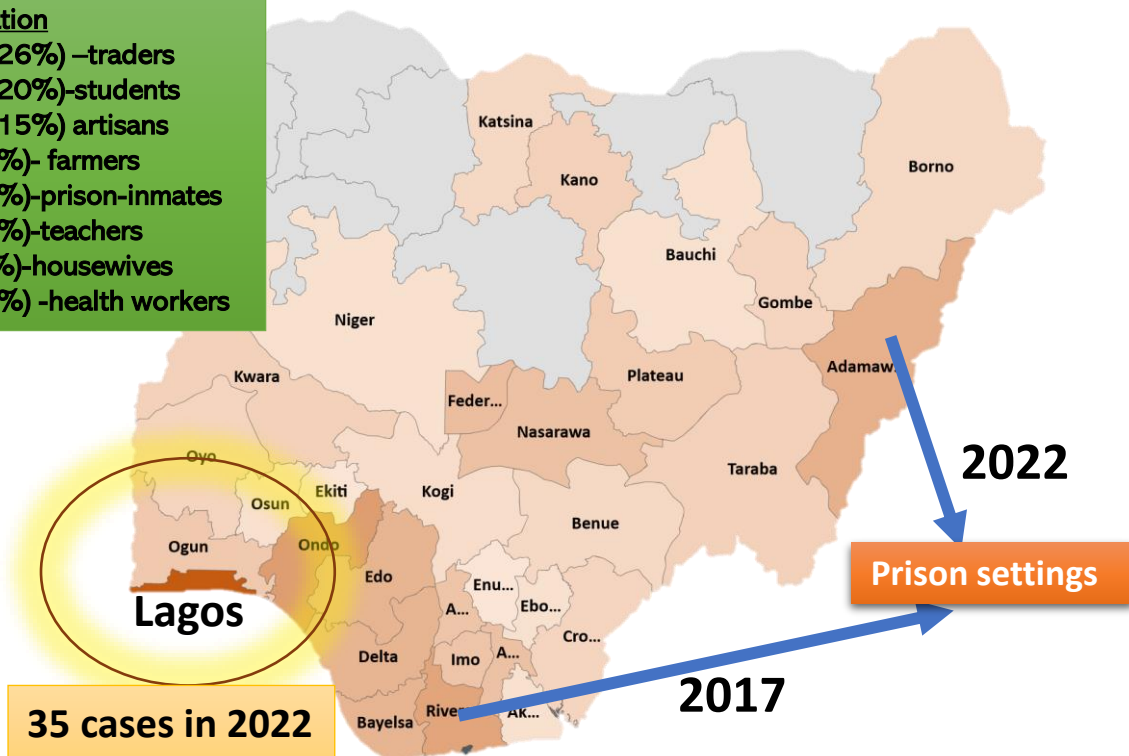 26%) –traders
20%)-students
15%) artisans
%)- farmers
%)-prison-inmates
%)-teachers
%)-housewives
%) -health workers
Katsina
Kano
Borno
Bauchi
Gombe
Niger
Adamaw...
Kwara
Plateau
Feder...
Nasarawa
Oyo
2022
Taraba
Ekiti
Kogi
Osun
Benue
Ogun
Ondo
Prison settings
Edo
Enu...
Ebo...
Lagos
A...
Cro...
Delta
Imo
A...
2017
Bayelsa
River...
Ak...
35 cases in 2022